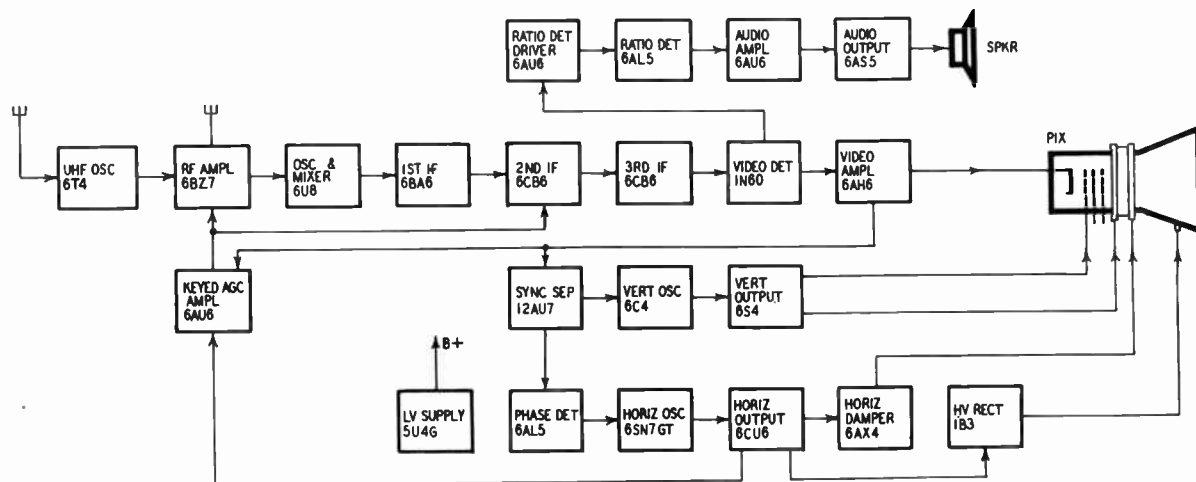 RATIO DET
DRIVER
6AU6
RATIO DET
6AL5
AUDIO
AMPL
6AU6
AUDIO
OUTPUT
6AS5
SPKR
UHF OSC
6T4
RF AMPL
6BZ7
OSC &
MIXER
6U8
1ST IF
6BA6
2ND IF
6CB6
3RD IF
6CB6
VIDEO DET
1N60
VIDEO
AMPL
6AH6
PIX
KEYED AGC
AMPL
6AU6
SYNC SEP
12AU7
VERT OSC
6C4
VERT
OUTPUT
6S4
B+
LV SUPPLY
5U4G
PHASE DET
6AL5
HORIZ OSC
6SN7GT
HORIZ
OUTPUT
6CU6
HORIZ
DAMPER
6AX4
HV RECT
1B3